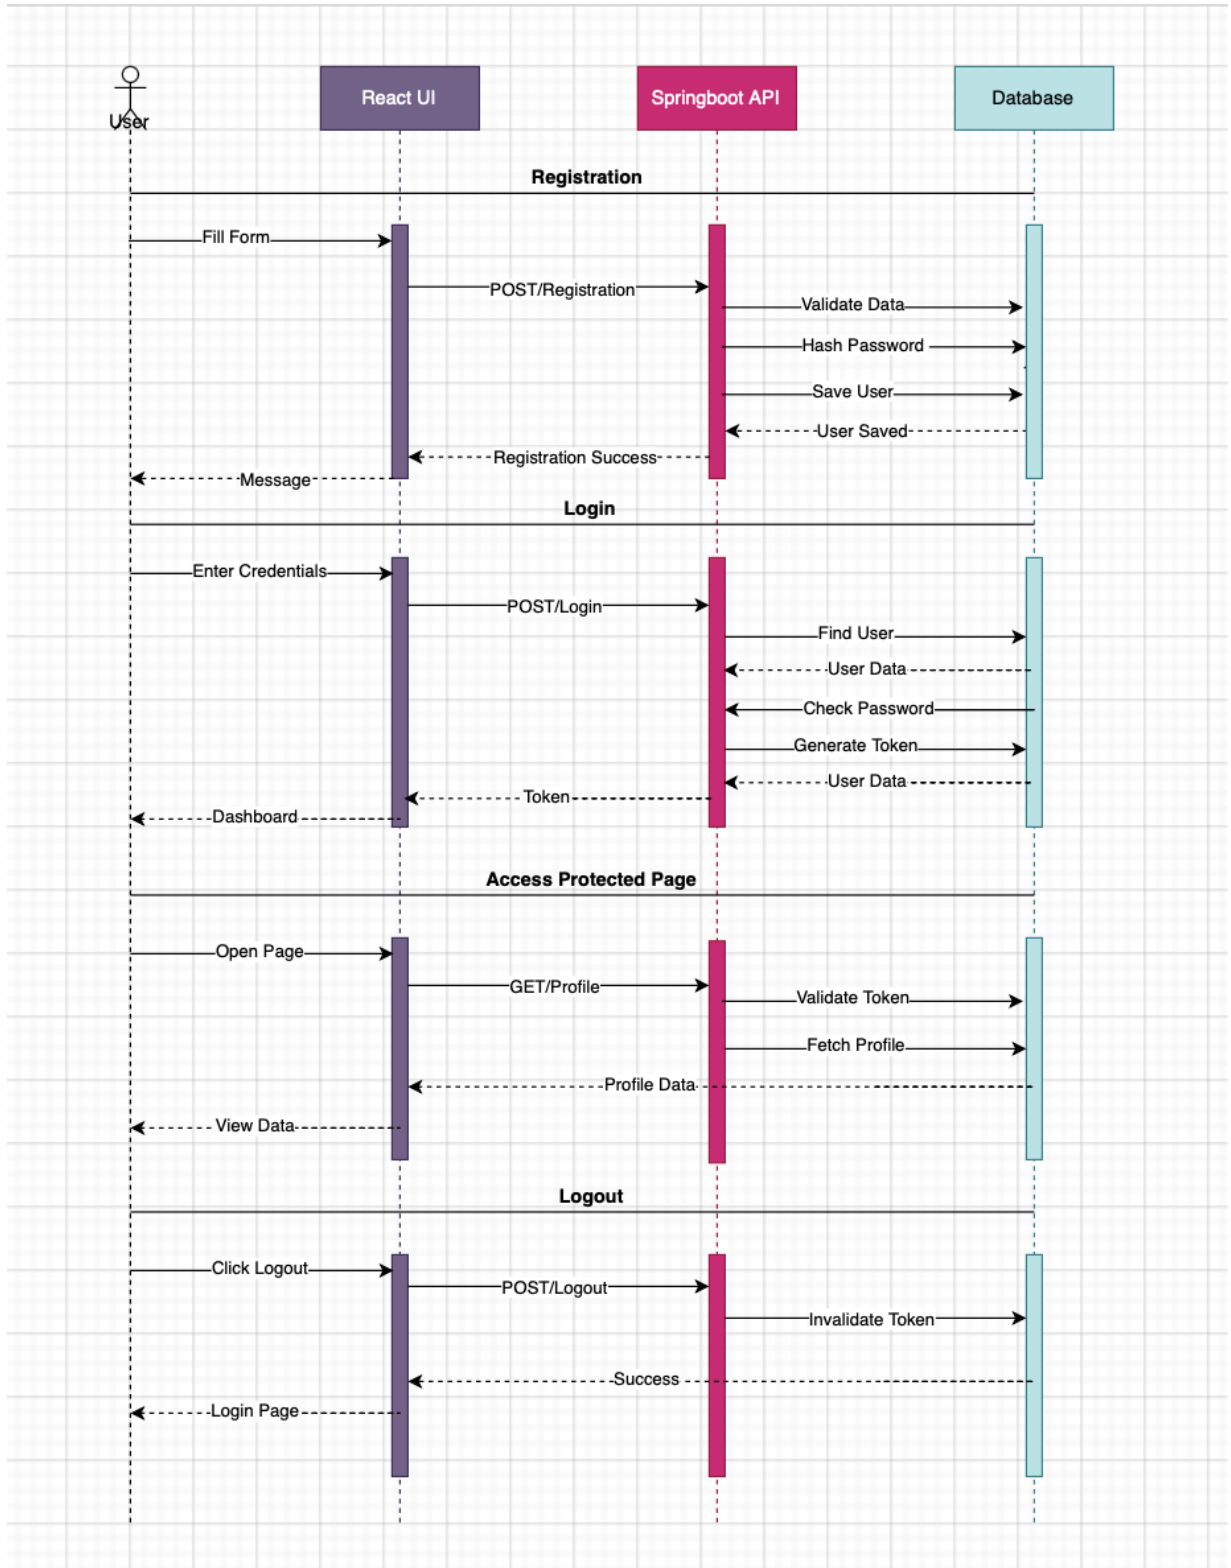 User
React UI
Springboot API
Database
Registration
Fill Form
POST/Registration
Validate Data
Hash Password
Save User
User Saved
Registration Success
Message
Login
Enter Credentials
POST/Login
Find User
User Data
Check Password
Generate Token
User Data
Token
Dashboard
Access Protected Page
Open Page
GET/Profile
Validate Token
Fetch Profile
Profile Data
View Data
Logout
Click Logout
POST/Logout
Invalidate Token
Success
Login Page